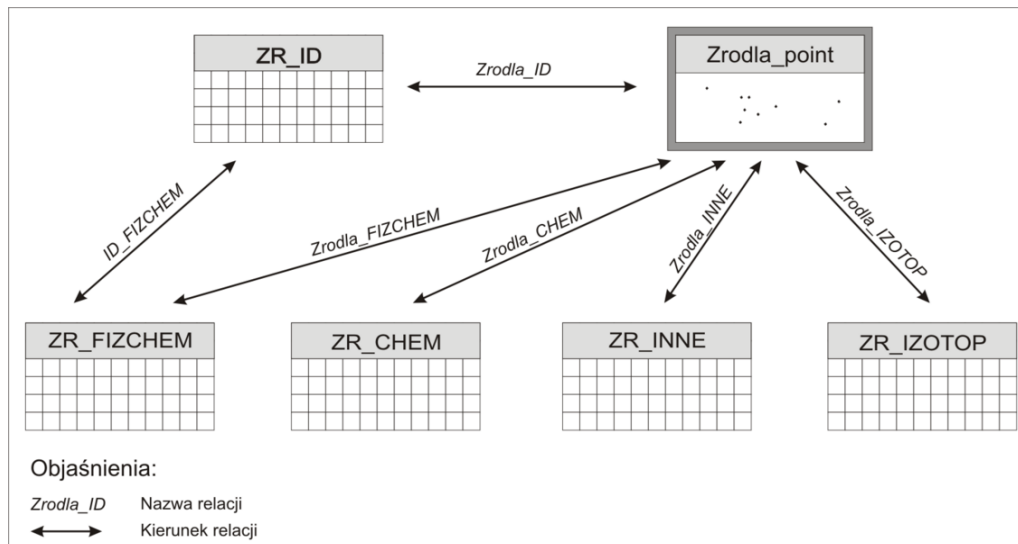 ZR_ID
Zrodla_point
Zrodla_ID
ID_FIZCHEM
Zrodla_FIZCHEM
Zrodla_CHEM
Zrodla_INNE
Zrodla_IZOTOP
ZR_FIZCHEM
ZR_CHEM
ZR_INNE
ZR_IZOTOP
Objaśnienia:
Zrodla_ID Nazwa relacji
Kierunek relacji